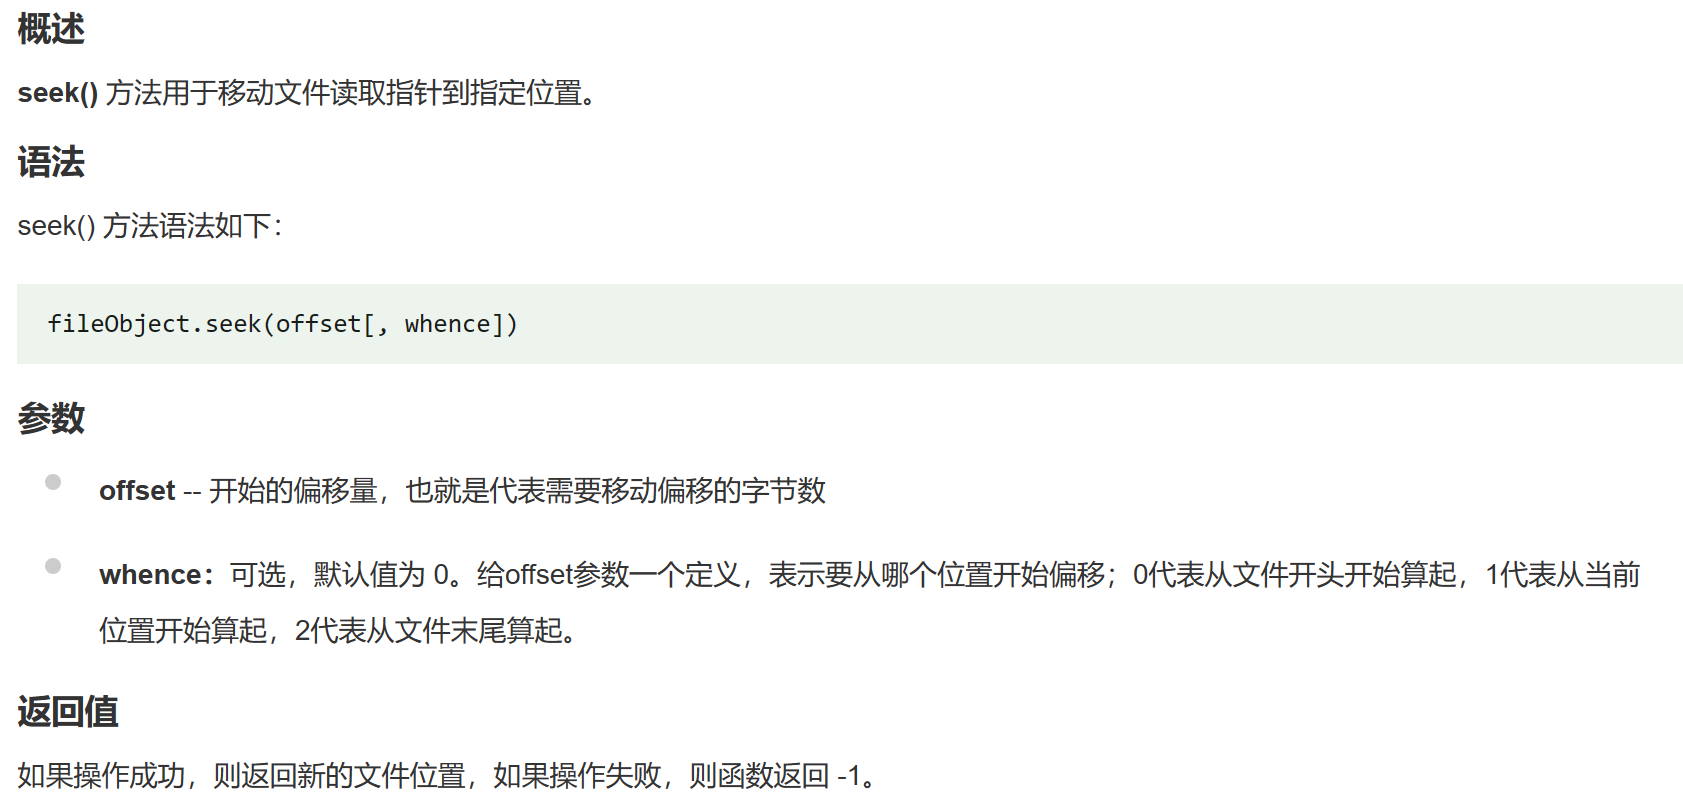 概述
seek() 方法用于移动文件读取指针到指定位置。
语法
seek() 方法语法如下：
fileObject.seek(offset[, whence])
参数
offset -- 开始的偏移量，也就是代表需要移动偏移的字节数
whence：可选，默认值为 0。给offset参数一个定义，表示要从哪个位置开始偏移；0代表从文件开头开始算起，1代表从当前
位置开始算起，2代表从文件末尾算起。
返回值
如果操作成功，则返回新的文件位置，如果操作失败，则函数返回 -1。